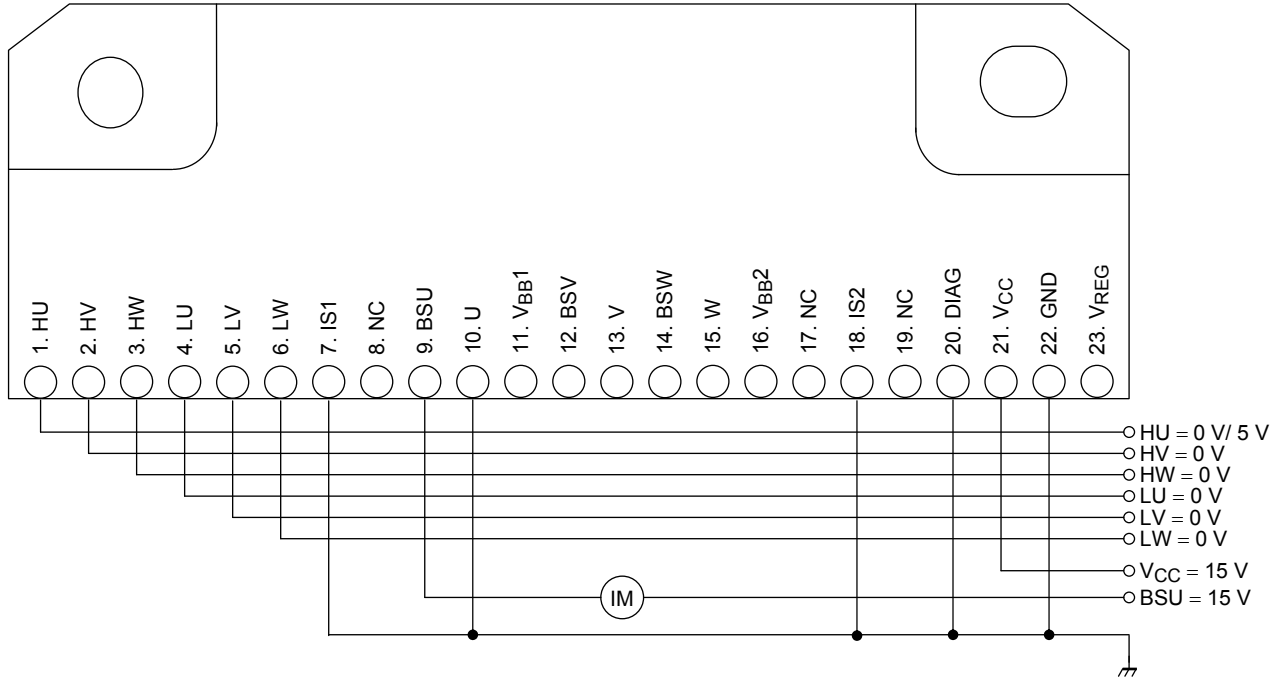 1. HU
2. HV
3. HW
4. LU
5. LV
6. LW
7. IS1
8. NC
9. BSU
10. U
11. VBB1
12. BSV
13. V
14. BSW
15. W
16. VBB2
17. NC
18. IS2
19. NC
20. DIAG
21. VCC
22. GND
23. VREG
HU = 0 V/ 5 V
HV = 0 V
HW = 0 V
LU = 0 V
LV = 0 V
LW = 0 V
VCC = 15 V
IM
BSU = 15 V